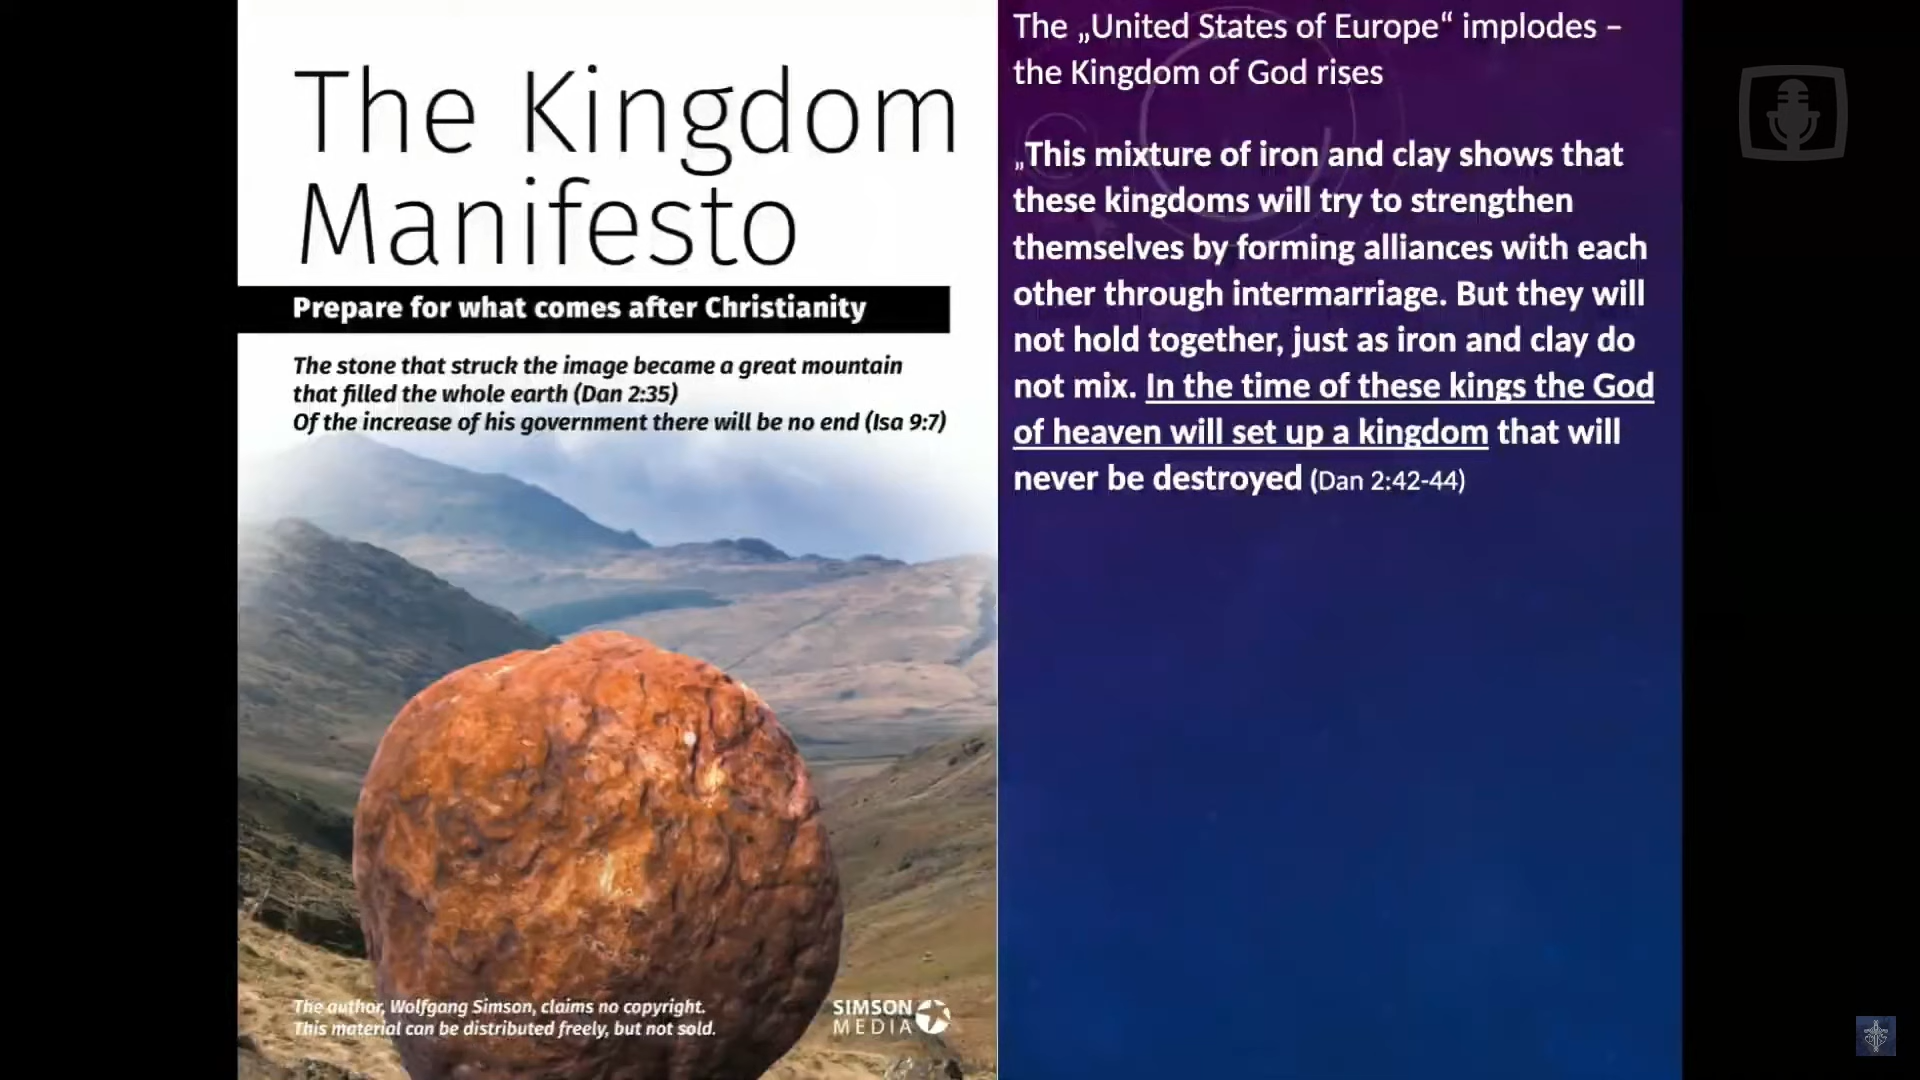 The Kingdom
Manifesto
Prepare for what comes after Christianity
The stone that struck the image became a great mountain
that filled the whole earth (Dan 2:35)
Of the increase of his government there will be no end (Isa 9:7)
The author, Wolfgang Simson, claims no copyright.
This material can be distributed freely, but not sold.
SIMSON
MEDIA
The „United States of Europe“ implodes –
the Kingdom of God rises
„This mixture of iron and clay shows that
these kingdoms will try to strengthen
themselves by forming alliances with each
other through intermarriage. But they will
not hold together, just as iron and clay do
not mix. In the time of these kings the God
of heaven will set up a kingdom that will
never be destroyed (Dan 2:42-44)